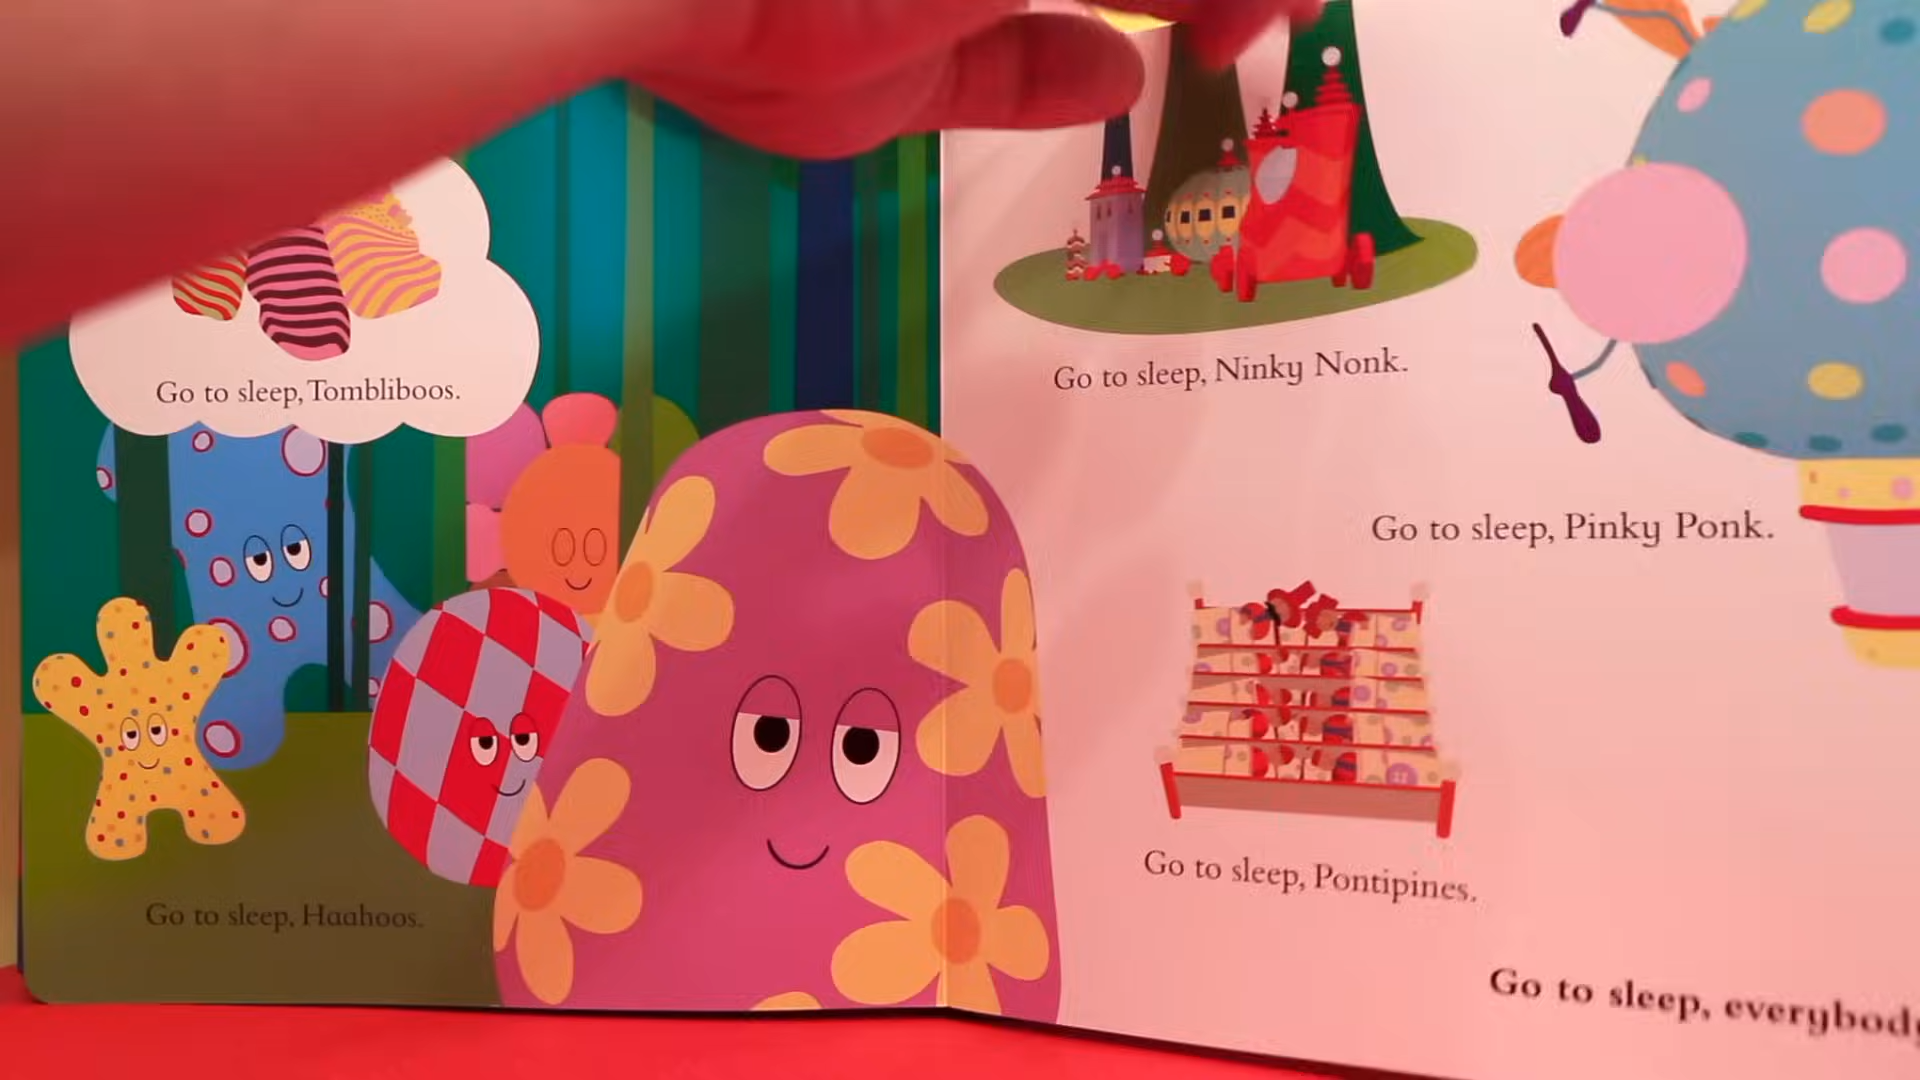 Go to sleep, Tombliboos.
Go to sleep, Haahoos.
Go to sleep, Ninky Nonk.
Go to sleep, Pinky Ponk.
Go to sleep, Pontipines.
Go to sleep, everybody